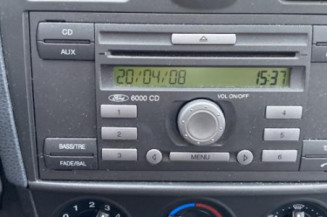 CD
AUX
20/04/08 15:37
Ford 6000 CD VOL ON/OFF
1 4
2 5
BASS/TRE
FADE/BAL
3 MENU 6